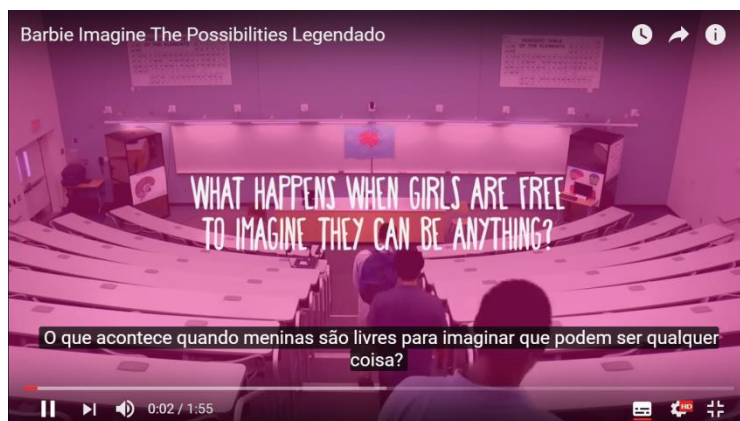 Barbie Imagine The Possibilities Legendado
WHAT HAPPENS WHEN GIRLS ARE FREE
TO IMAGINE THEY CAN BE ANYTHING?
O que acontece quando meninas são livres para imaginar que podem ser qualquer
coisa?
0:02 / 1:55
HD